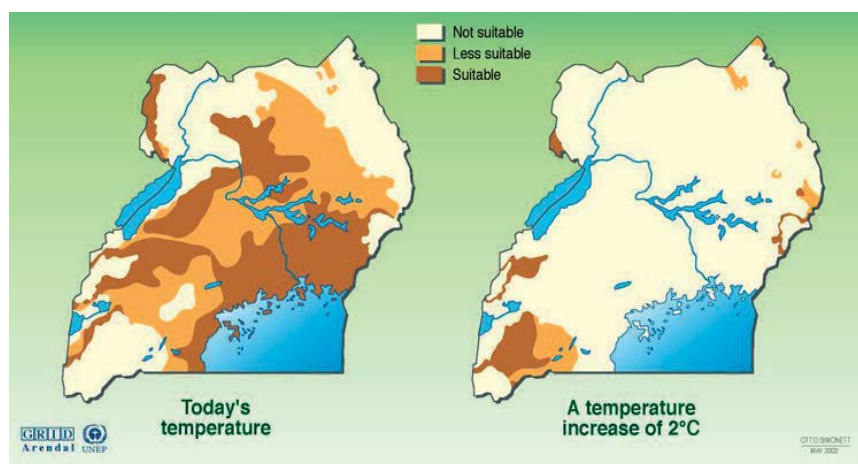 Not suitable
Less suitable
Suitable
Today's
temperature
A temperature
increase of 2°C
GRID
Arendal
UNEP
OTTO SIMONETT
MAY 2002